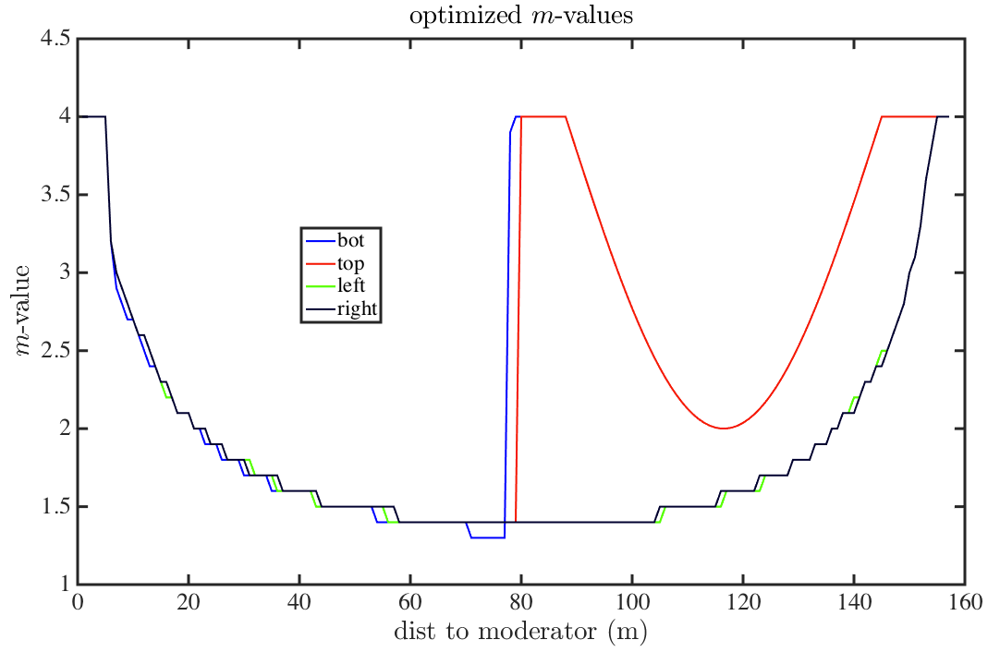 optimized m-values
4.5
4
3.5
3
2.5
2
1.5
1
m-value
bot
top
left
right
0 20 40 60 80 100 120 140 160
dist to moderator (m)